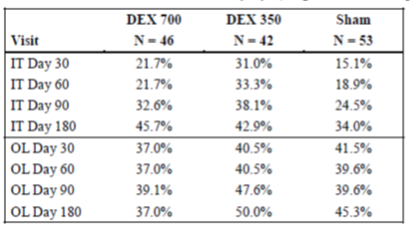 DEX 700 DEX 350 Sham
Visit N = 46 N = 42 N = 53
IT Day 30 21.7% 31.0% 15.1%
IT Day 60 21.7% 33.3% 18.9%
IT Day 90 32.6% 38.1% 24.5%
IT Day 180 45.7% 42.9% 34.0%
OL Day 30 37.0% 40.5% 41.5%
OL Day 60 37.0% 40.5% 39.6%
OL Day 90 39.1% 47.6% 39.6%
OL Day 180 37.0% 50.0% 45.3%